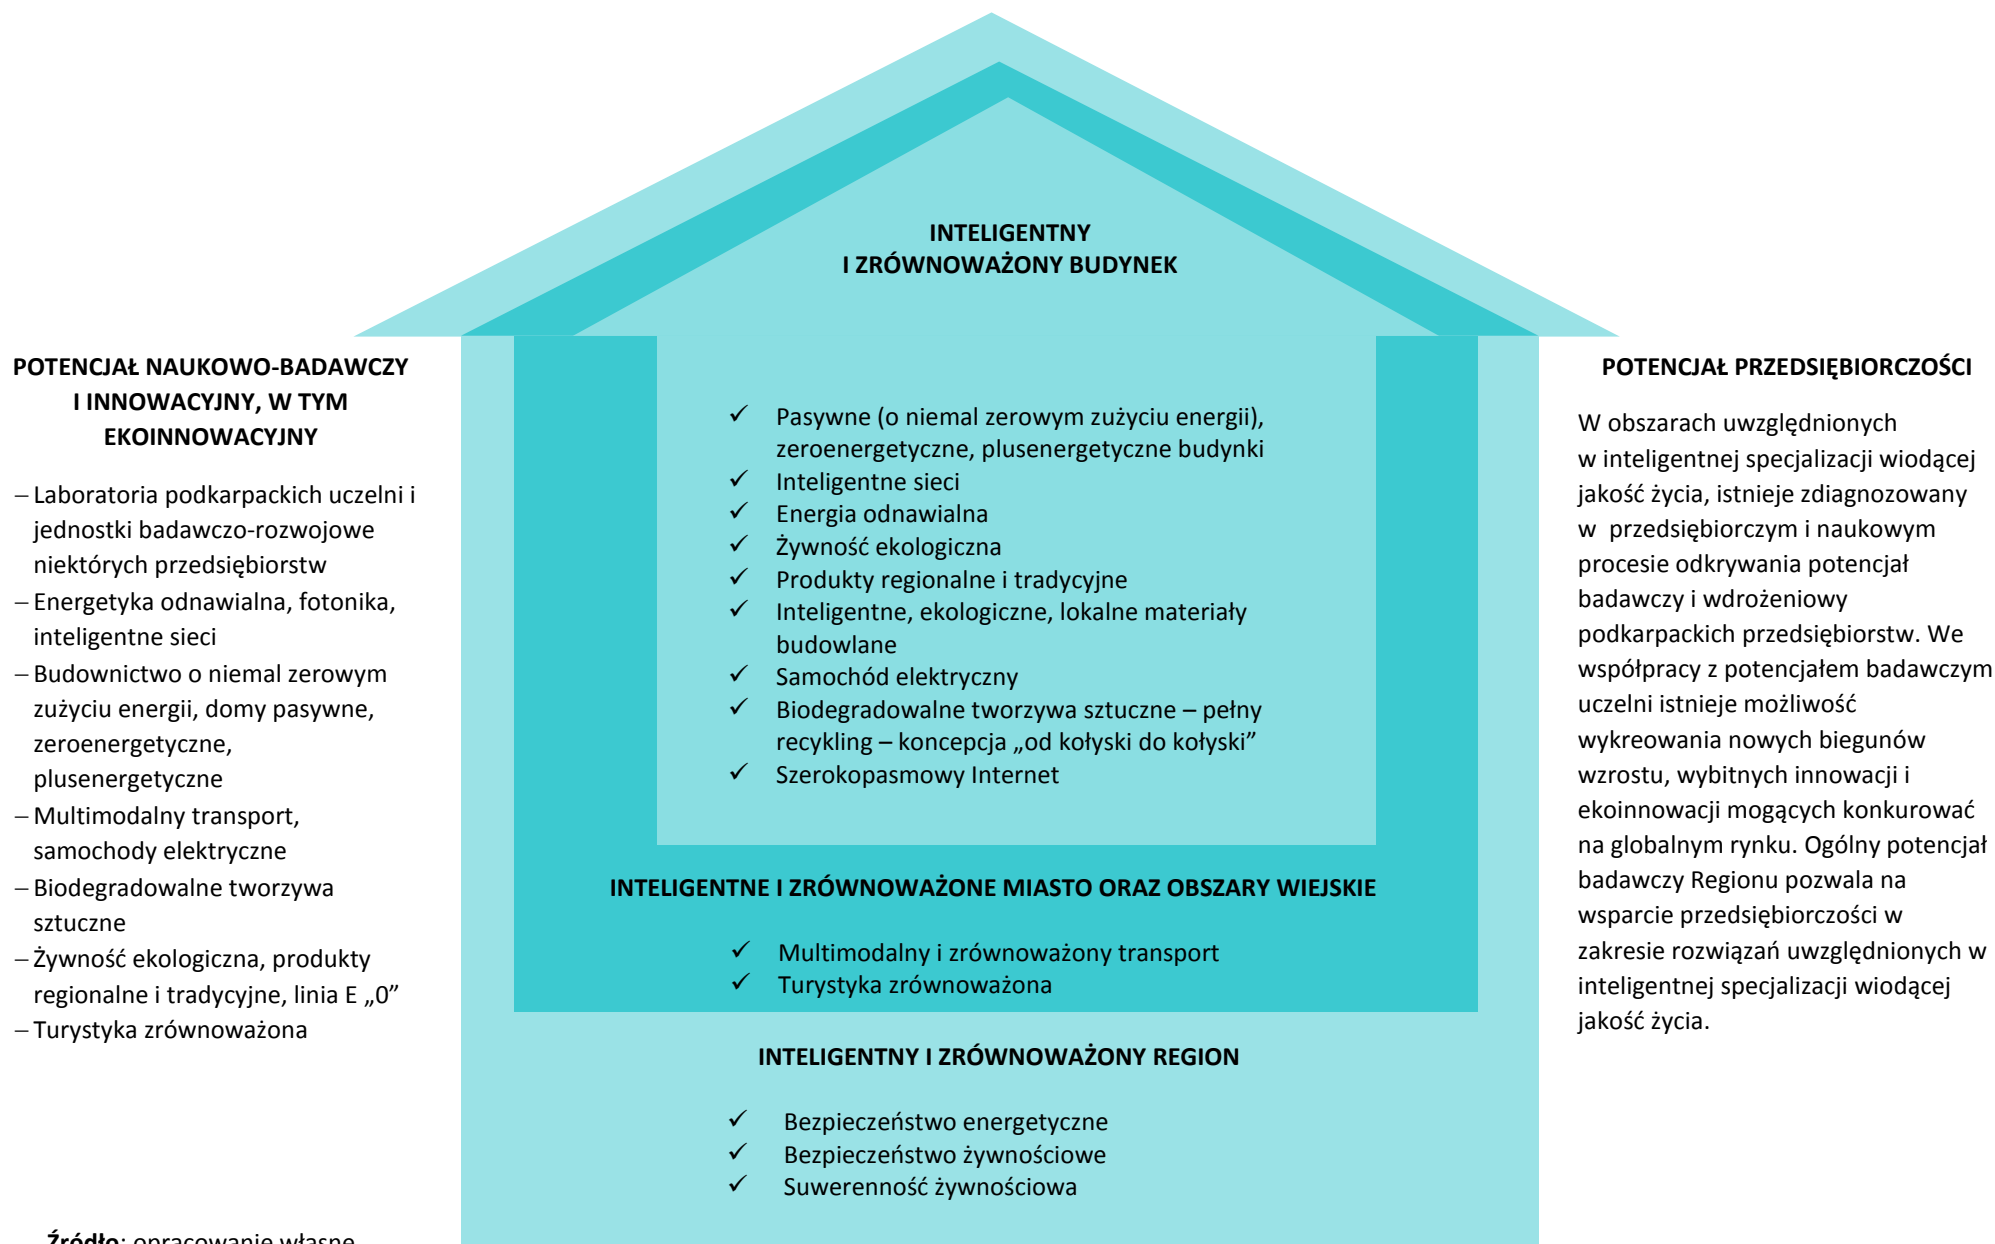 INTELIGENTNY
I ZRÓWNOWAŻONY BUDYNEK
POTENCJAŁ NAUKOWO-BADAWCZY
I INNOWACYJNY, W TYM
EKOINNOWACYJNY
– Laboratoria podkarpackich uczelni i
jednostki badawczo-rozwojowe
niektórych przedsiębiorstw
– Energetyka odnawialna, fotonika,
inteligentne sieci
– Budownictwo o niemal zerowym
zużyciu energii, domy pasywne,
zeroenergetyczne,
plusenergetyczne
– Multimodalny transport,
samochody elektryczne
– Biodegradowalne tworzywa
sztuczne
– Żywność ekologiczna, produkty
regionalne i tradycyjne, linia E „0”
– Turystyka zrównoważona
✓ Pasywne (o niemal zerowym zużyciu energii),
zeroenergetyczne, plusenergetyczne budynki
✓ Inteligentne sieci
✓ Energia odnawialna
✓ Żywność ekologiczna
✓ Produkty regionalne i tradycyjne
✓ Inteligentne, ekologiczne, lokalne materiały
budowlane
✓ Samochód elektryczny
✓ Biodegradowalne tworzywa sztuczne – pełny
recykling – koncepcja „od kołyski do kołyski”
✓ Szerokopasmowy Internet
INTELIGENTNE I ZRÓWNOWAŻONE MIASTO ORAZ OBSZARY WIEJSKIE
✓ Multimodalny i zrównoważony transport
✓ Turystyka zrównoważona
INTELIGENTNY I ZRÓWNOWAŻONY REGION
✓ Bezpieczeństwo energetyczne
✓ Bezpieczeństwo żywnościowe
✓ Suwerenność żywnościowa
POTENCJAŁ PRZEDSIĘBIORCZOŚCI
W obszarach uwzględnionych
w inteligentnej specjalizacji wiodącej
jakość życia, istnieje zdiagnozowany
w przedsiębiorczym i naukowym
procesie odkrywania potencjał
badawczy i wdrożeniowy
podkarpackich przedsiębiorstw. We
współpracy z potencjałem badawczym
uczelni istnieje możliwość
wykreowania nowych biegunów
wzrostu, wybitnych innowacji i
ekoinnowacji mogących konkurować
na globalnym rynku. Ogólny potencjał
badawczy Regionu pozwala na
wsparcie przedsiębiorczości w
zakresie rozwiązań uwzględnionych w
inteligentnej specjalizacji wiodącej
jakość życia.
Źródło: opracowanie własne